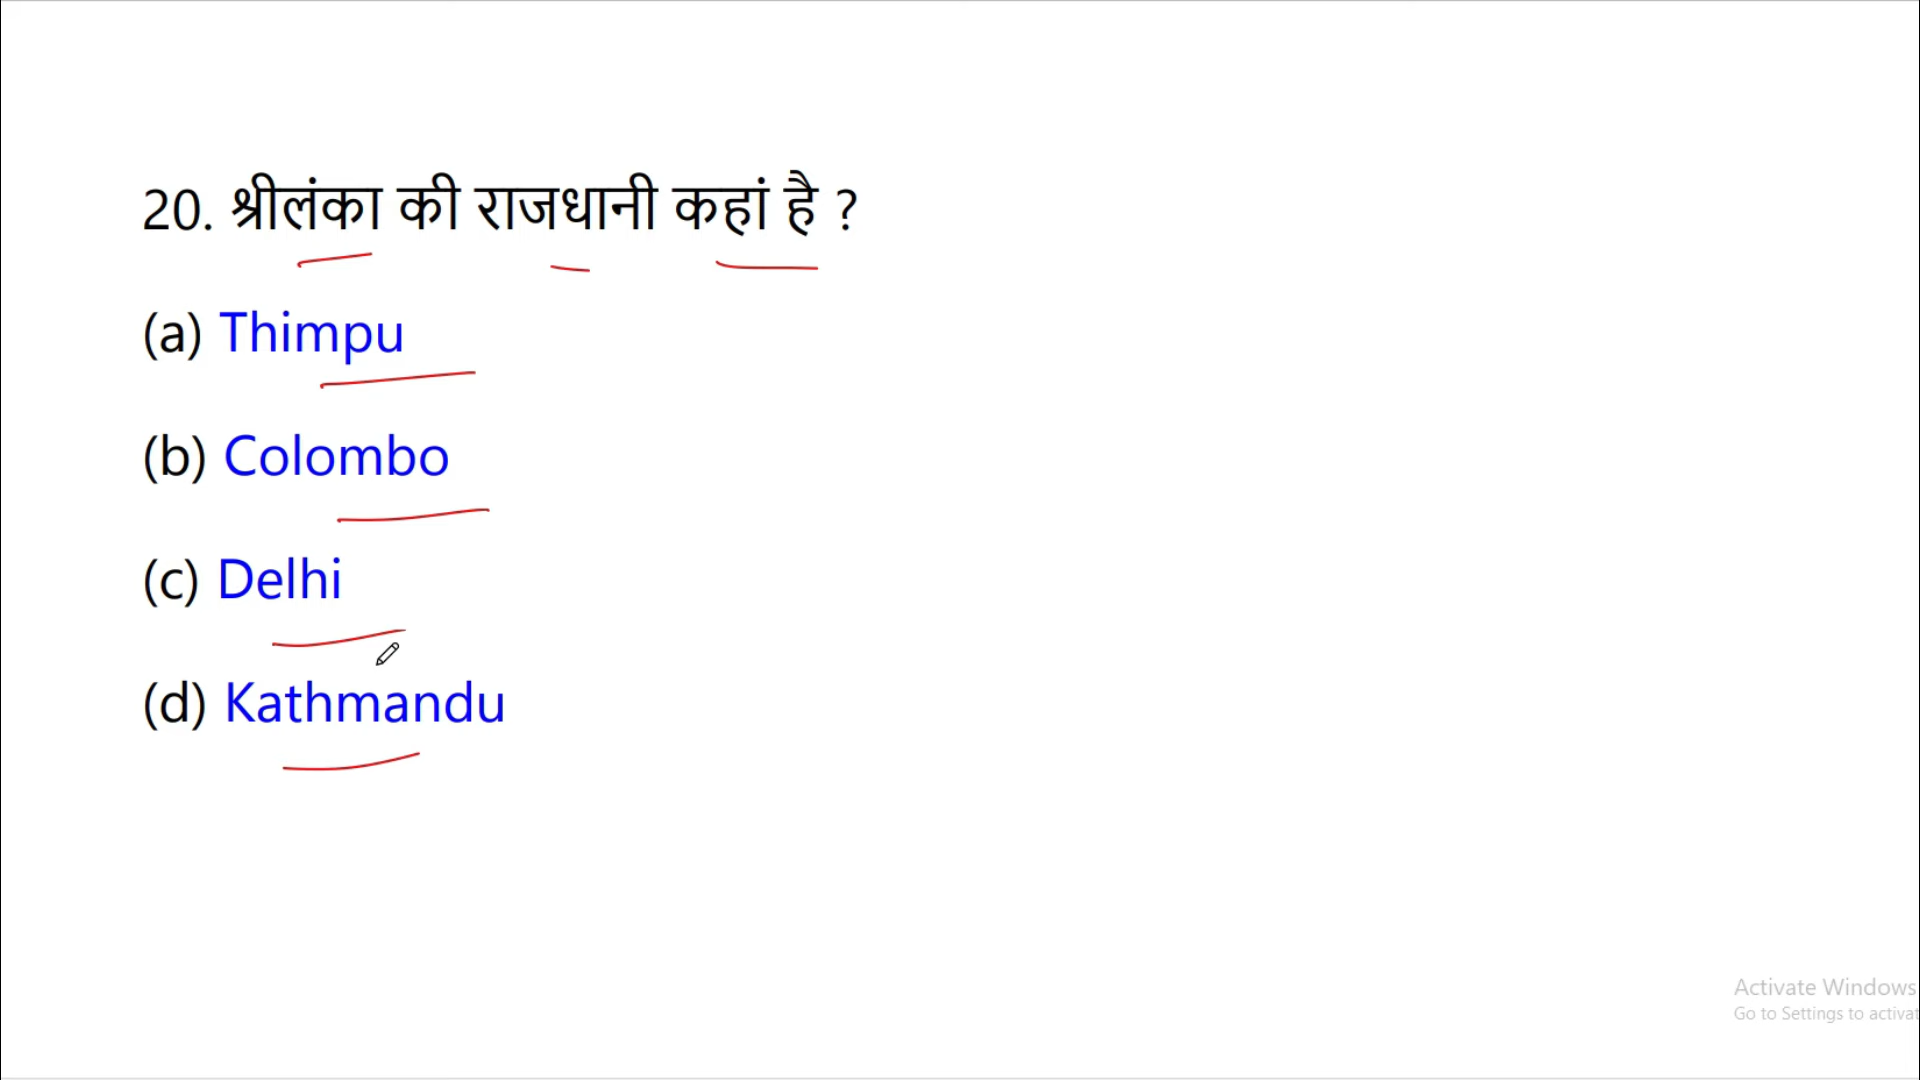 20. श्रीलंका की राजधानी कहां है ?
(a) Thimpu
(b) Colombo
(c) Delhi
(d) Kathmandu
Activate Windows
Go to Settings to activat